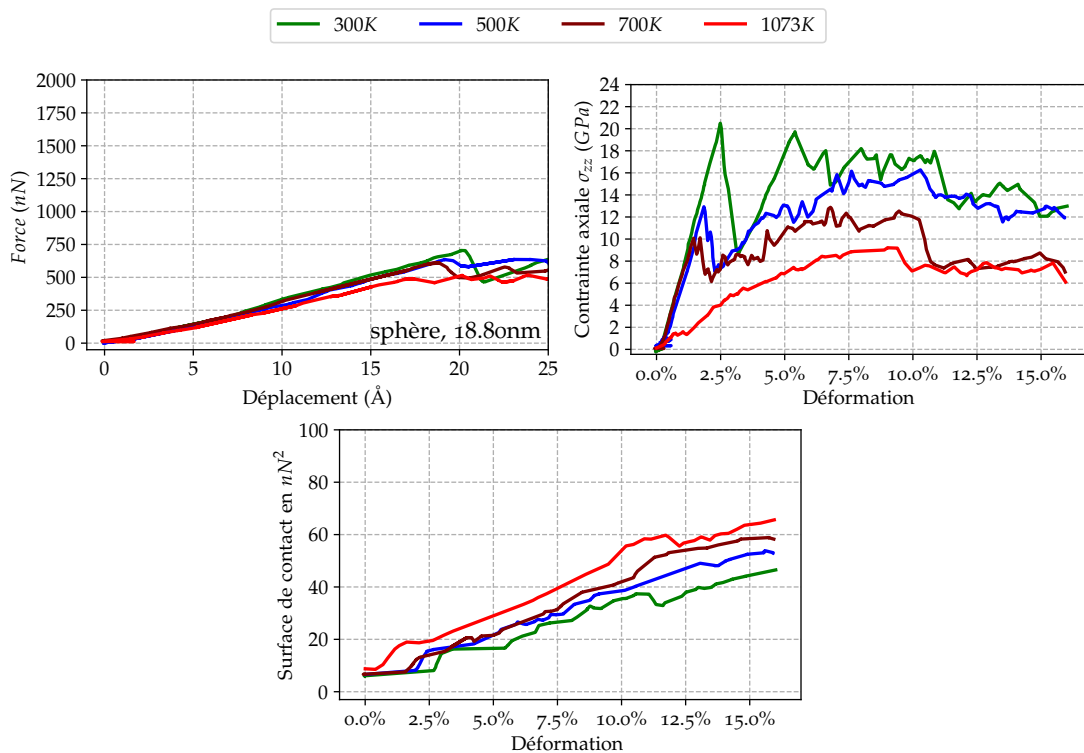 300K 500K 700K 1073K
2000
1750
1500
1250
1000
750
500
250
0
Force (nN)
0 5 10 15 20 25
Déplacement (Å)
sphère, 18.80nm
24
22
20
18
16
14
12
10
8
6
4
2
0
Contrainte axiale σzz (GPa)
0.0% 2.5% 5.0% 7.5% 10.0% 12.5% 15.0%
Déformation
100
80
60
40
20
0
Surface de contact en nN²
0.0% 2.5% 5.0% 7.5% 10.0% 12.5% 15.0%
Déformation